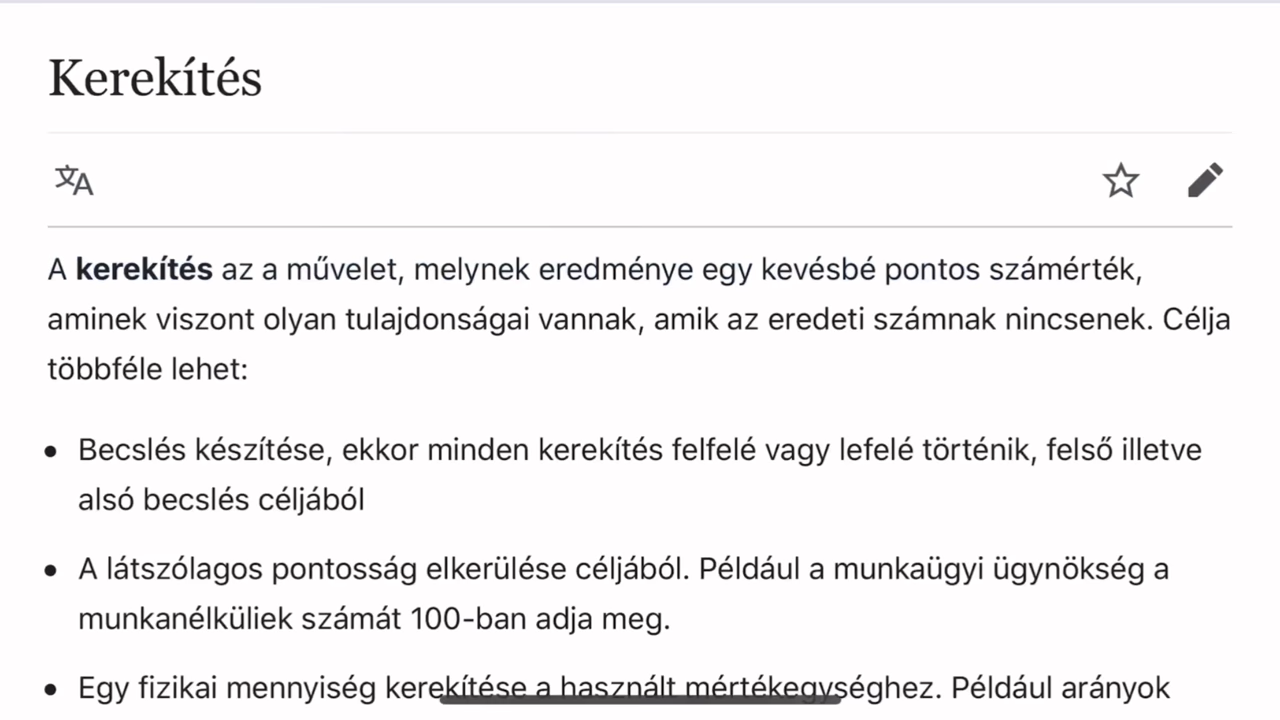 Kerekítés
A kerekítés az a művelet, melynek eredménye egy kevésbé pontos számérték,
aminek viszont olyan tulajdonságai vannak, amik az eredeti számnak nincsenek. Célja
többféle lehet:
• Becslés készítése, ekkor minden kerekítés felfelé vagy lefelé történik, felső illetve
alsó becslés céljából
• A látszólagos pontosság elkerülése céljából. Például a munkaügyi ügynökség a
munkanélküliek számát 100-ban adja meg.
• Egy fizikai mennyiség kerekítése a használt mértékegységhez. Például arányok